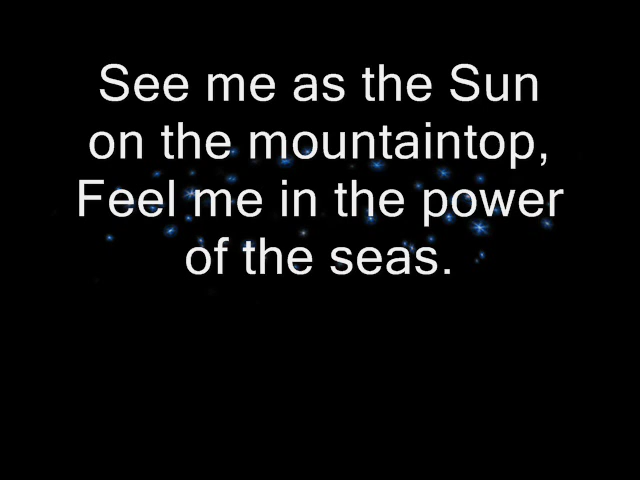 See me as the Sun
on the mountaintop,
Feel me in the power
of the seas.